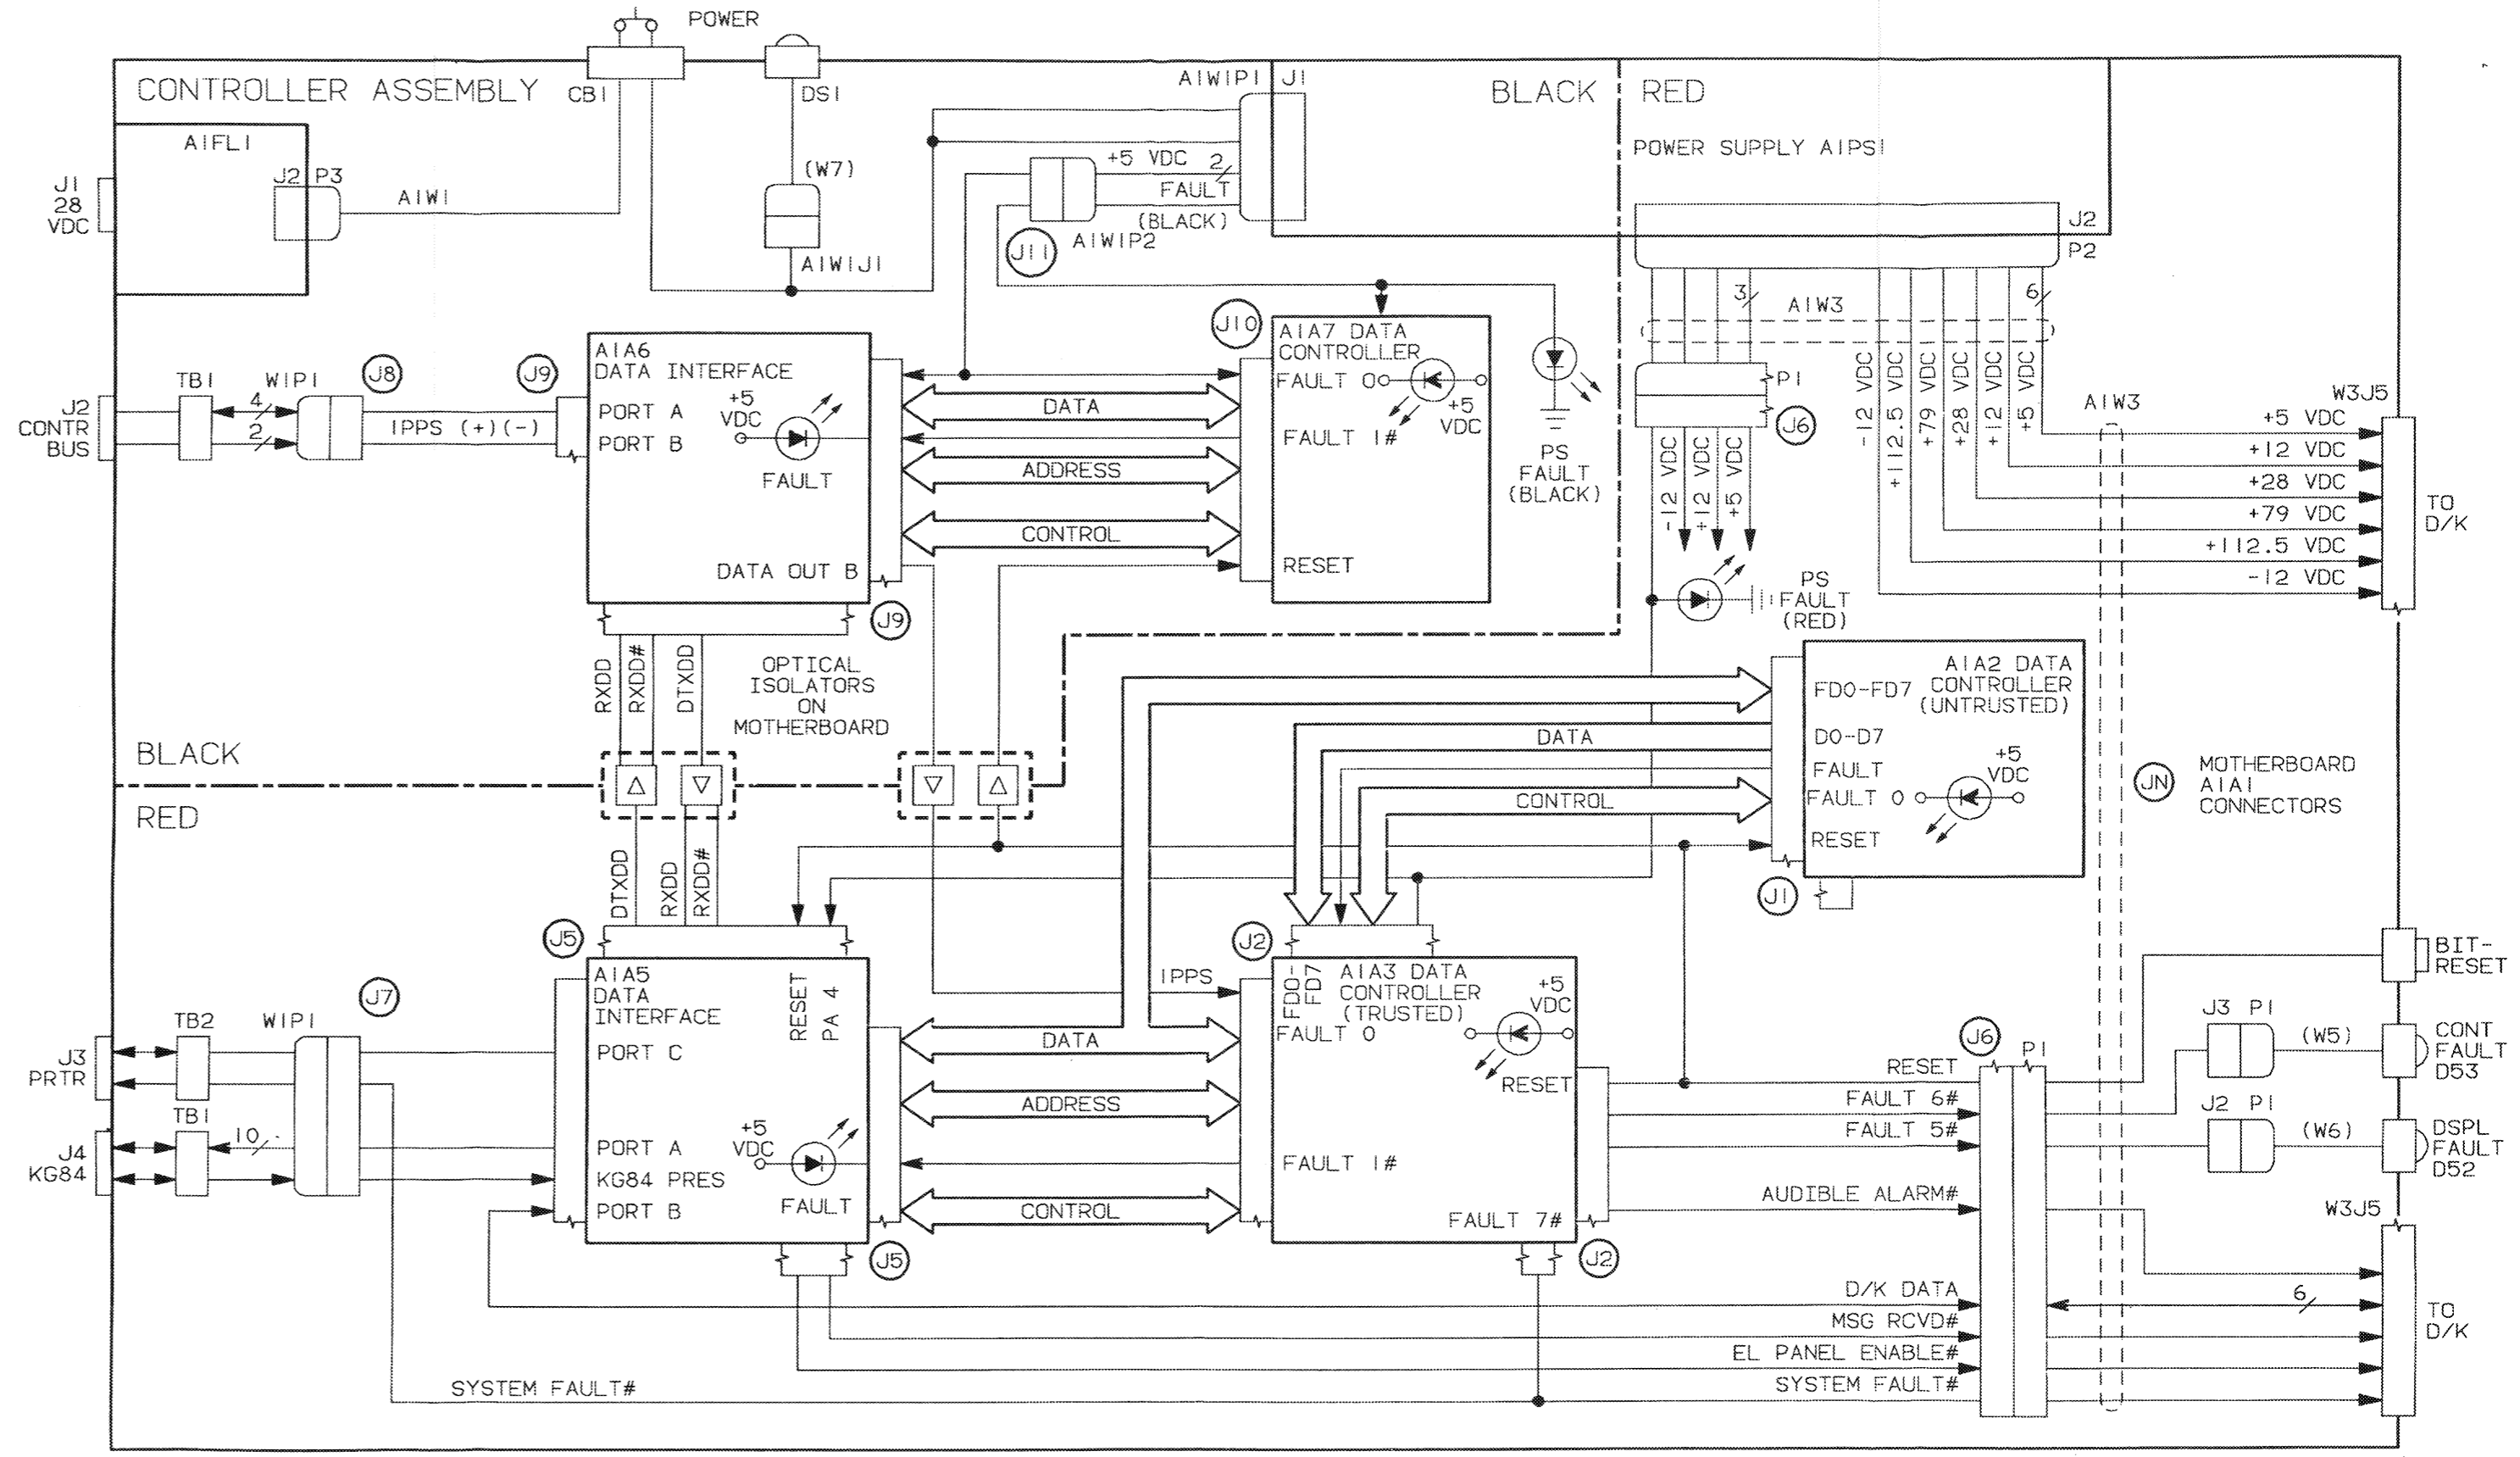 POWER
CONTROLLER ASSEMBLY
CB1
DS1
A1W1P1
J1
BLACK
RED
A1FL1
POWER SUPPLY A1PS1
J1
28
VDC
J2
P3
A1W1
(W7)
+5 VDC
2
FAULT
(BLACK)
J11
A1W1P2
A1W1J1
J2
P2
3
A1W3
6
J10
A1A7 DATA
CONTROLLER
FAULT 0
+5
VDC
FAULT 1#
RESET
A1A6
DATA INTERFACE
PORT A
PORT B
+5
VDC
FAULT
DATA OUT B
J2
CONTR
BUS
TB1
4
2
W1P1
J8
J9
1PPS (+)(-)
DATA
ADDRESS
CONTROL
PS
FAULT
(BLACK)
P1
J6
-12 VDC
+12 VDC
+5 VDC
-12 VDC
+112.5 VDC
+79 VDC
+28 VDC
+12 VDC
+5 VDC
A1W3
W3J5
+5 VDC
+12 VDC
+28 VDC
+79 VDC
+112.5 VDC
-12 VDC
TO
D/K
PS
FAULT
(RED)
J9
RXDD
RXDD#
DTXDD
OPTICAL
ISOLATORS
ON
MOTHERBOARD
BLACK
RED
A1A2 DATA
CONTROLLER
(UNTRUSTED)
FD0-FD7
D0-D7
FAULT
FAULT 0
+5
VDC
RESET
DATA
CONTROL
J1
JN
MOTHERBOARD
A1A1
CONNECTORS
DTXDD
RXDD
RXDD#
J5
A1A5
DATA
INTERFACE
RESET
PA 4
PORT C
PORT A
KG84 PRES
PORT B
+5
VDC
FAULT
J5
J7
J3
PRTR
TB2
W1P1
TB1
10
J4
KG84
1PPS
DATA
ADDRESS
CONTROL
J2
FD0-
FD7
A1A3 DATA
CONTROLLER
(TRUSTED)
FAULT 0
+5
VDC
RESET
FAULT 1#
FAULT 7#
J2
J6
P1
RESET
FAULT 6#
FAULT 5#
AUDIBLE ALARM#
D/K DATA
MSG RCVD#
EL PANEL ENABLE#
SYSTEM FAULT#
SYSTEM FAULT#
BIT-
RESET
J3 P1
(W5)
CONT
FAULT
D53
J2 P1
(W6)
DSPL
FAULT
D52
W3J5
6
TO
D/K